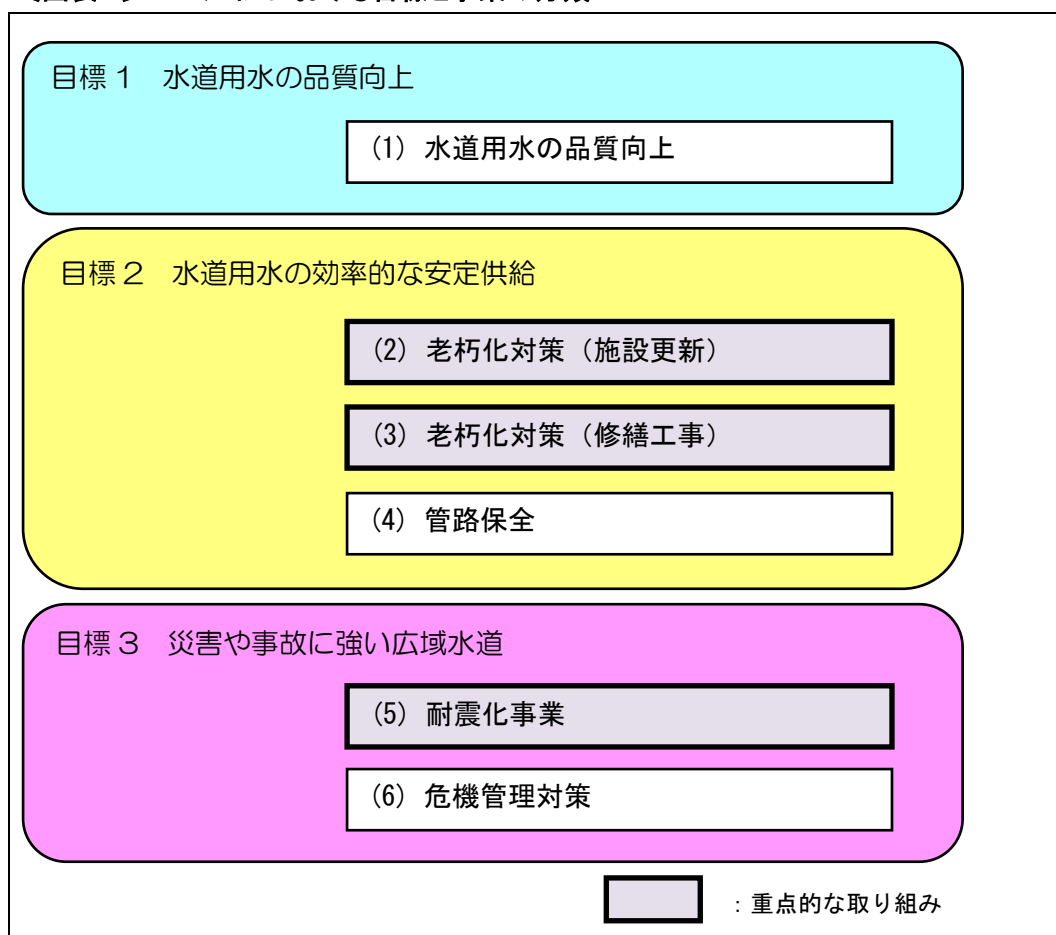 目標1 水道用水の品質向上
(1) 水道用水の品質向上
目標2 水道用水の効率的な安定供給
(2) 老朽化対策（施設更新）
(3) 老朽化対策（修繕工事）
(4) 管路保全
目標3 災害や事故に強い広域水道
(5) 耐震化事業
(6) 危機管理対策
：重点的な取り組み